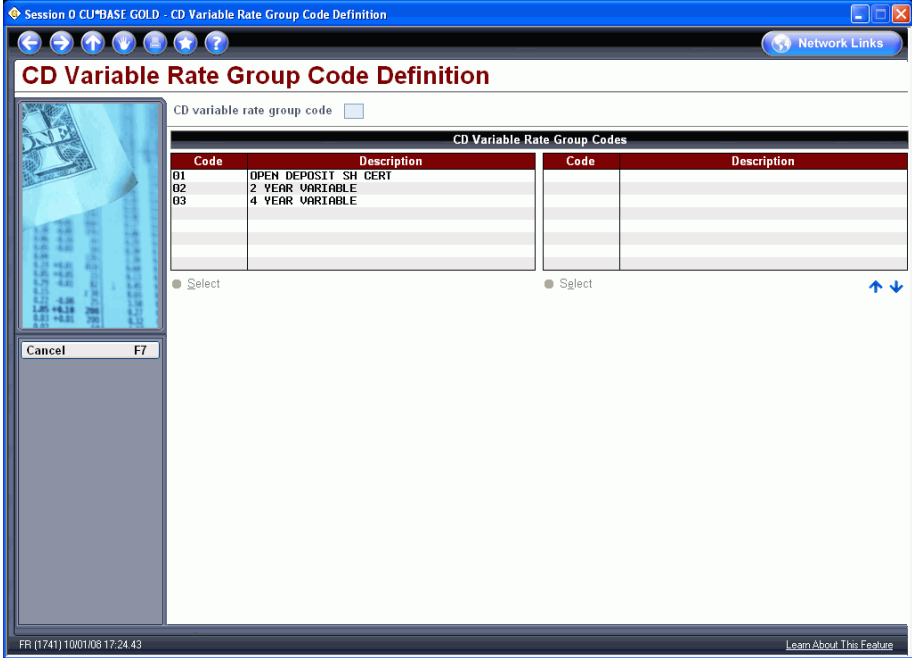 Session 0 CU*BASE GOLD - CD Variable Rate Group Code Definition
Network Links
CD Variable Rate Group Code Definition
CD variable rate group code
CD Variable Rate Group Codes
Code Description Code Description
01 OPEN DEPOSIT SH CERT
02 2 YEAR VARIABLE
03 4 YEAR VARIABLE
Select Select
Cancel F7
FR (1741) 10/01/08 17:24.43 Learn About This Feature